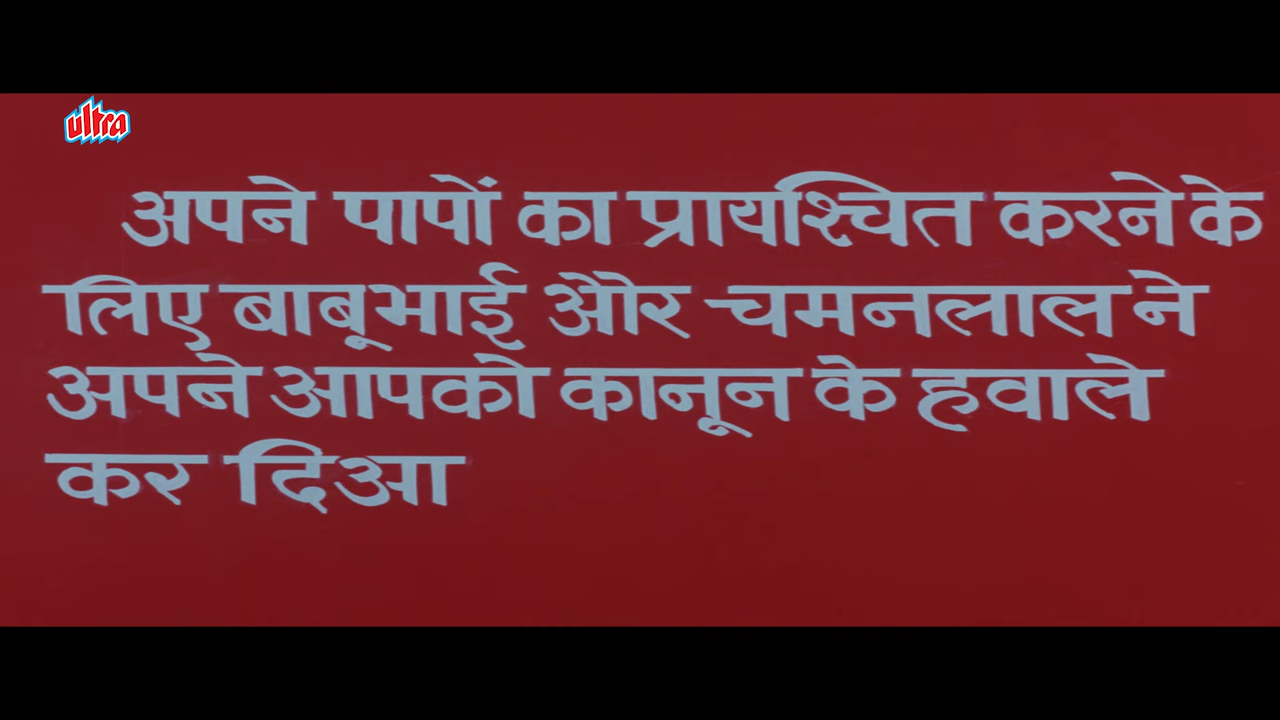 ultra
अपने पापों का प्रायश्चित करने के
लिए बाबूभाई और चमनलाल ने
अपने आपको कानून के हवाले
कर दिआ